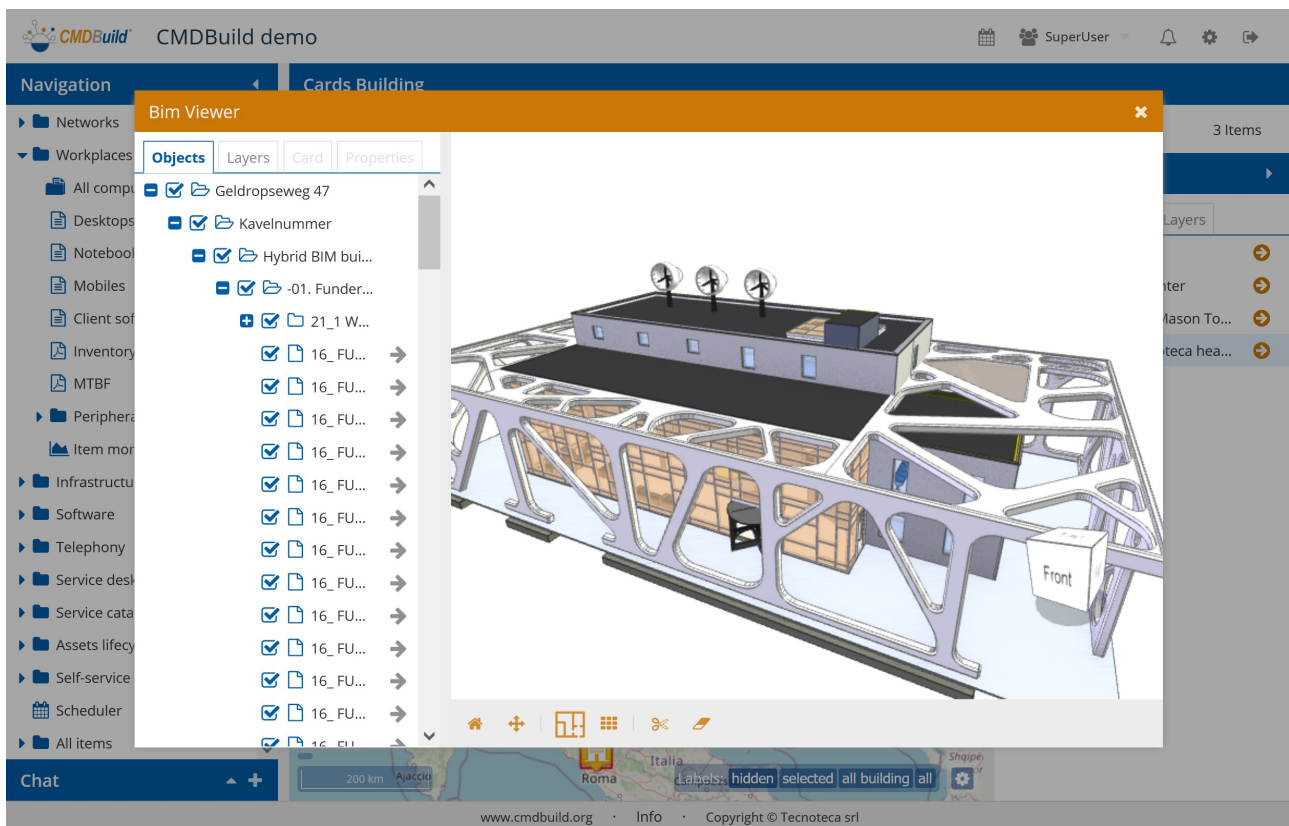 CMDBuild CMDBuild demo SuperUser
Navigation Cards Building
Bim Viewer
Networks
Workplaces
All compu
Desktops
Notebook
Mobiles
Client sof
Inventory
MTBF
Periphera
Item mor
Infrastructu
Software
Telephony
Service desk
Service cata
Assets lifecy
Self-service
Scheduler
All items
Chat
Objects Layers Card Properties
Geldropseweg 47
Kavelnummer
Hybrid BIM bui...
-01. Funder...
21_1 W...
16_ FU...
16_ FU...
16_ FU...
16_ FU...
16_ FU...
16_ FU...
16_ FU...
16_ FU...
16_ FU...
16_ FU...
16_ FU...
16_ FU...
16_ FU...
Front
3 Items
Layers
nter
Mason To...
oteca hea...
200 km Ajaccio Roma Italia
Labels: hidden selected all building all
Shqipëri
www.cmdbuild.org · Info · Copyright © Tecnoteca srl